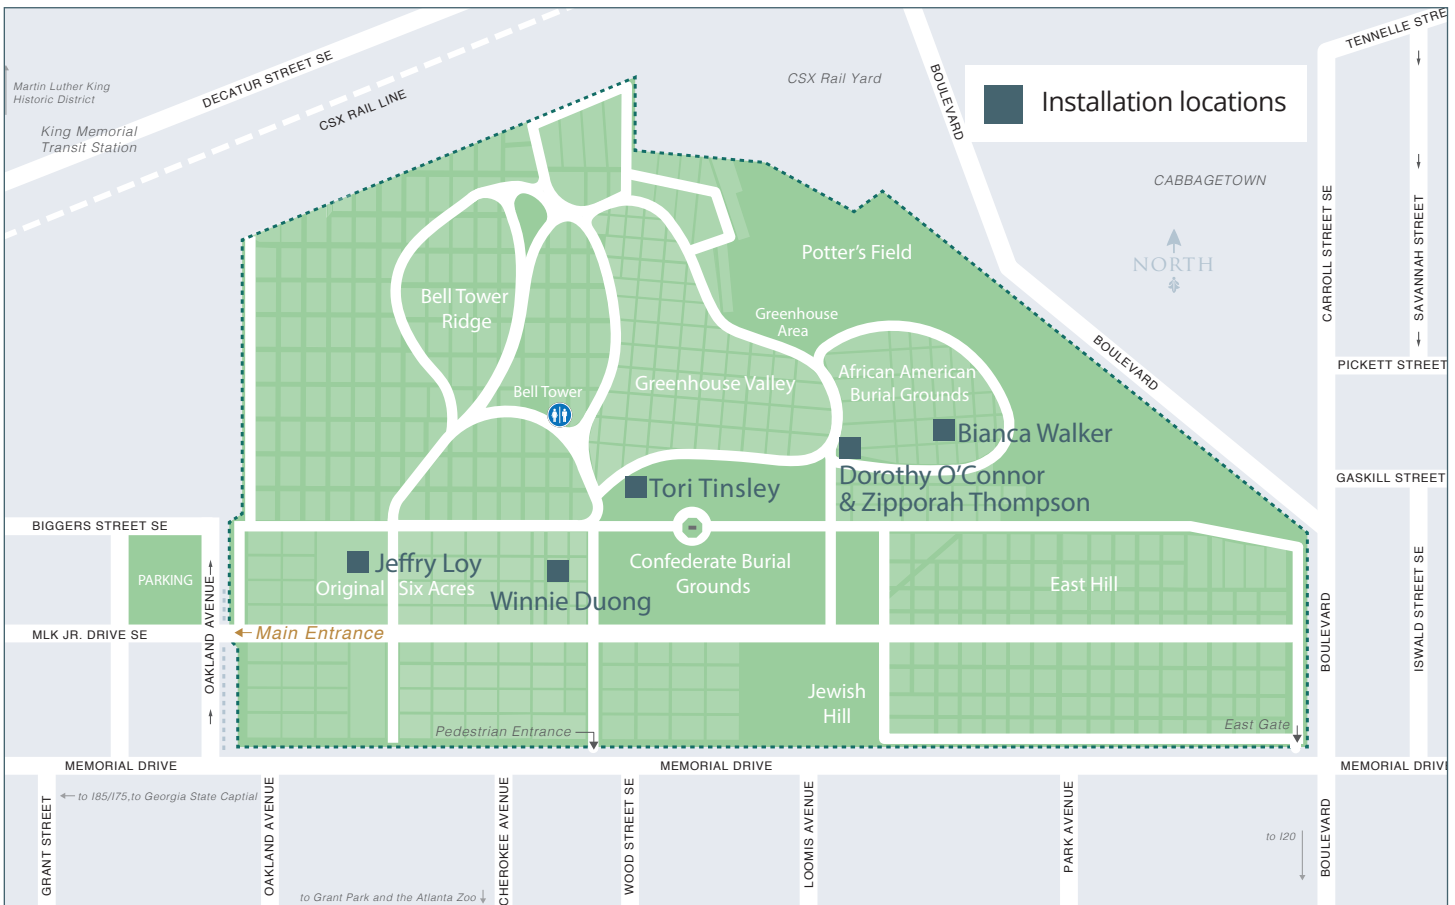 DECATUR STREET SE
CSX RAIL LINE
Martin Luther King
Historic District
King Memorial
Transit Station
CSX Rail Yard
BOULEVARD
Installation locations
TENNELLE STRE
CABBAGETOWN
NORTH
CARROLL STREET SE
SAVANNAH STREET
Potter's Field
Bell Tower
Ridge
Greenhouse
Area
BOULEVARD
PICKETT STREET
Bell Tower
Greenhouse Valley
African American
Burial Grounds
Bianca Walker
Dorothy O'Connor
& Zipporah Thompson
Tori Tinsley
GASKILL STREET
BIGGERS STREET SE
PARKING
OAKLAND AVENUE
Jeffry Loy
Original Six Acres
Winnie Duong
Confederate Burial
Grounds
East Hill
BOULEVARD
ISWALD STREET SE
MLK JR. DRIVE SE
Main Entrance
Jewish
Hill
Pedestrian Entrance
East Gate
MEMORIAL DRIVE
MEMORIAL DRIVE
MEMORIAL DRIVE
to I85/I75,to Georgia State Captial
GRANT STREET
OAKLAND AVENUE
CHEROKEE AVENUE
WOOD STREET SE
LOOMIS AVENUE
PARK AVENUE
to I20
BOULEVARD
to Grant Park and the Atlanta Zoo